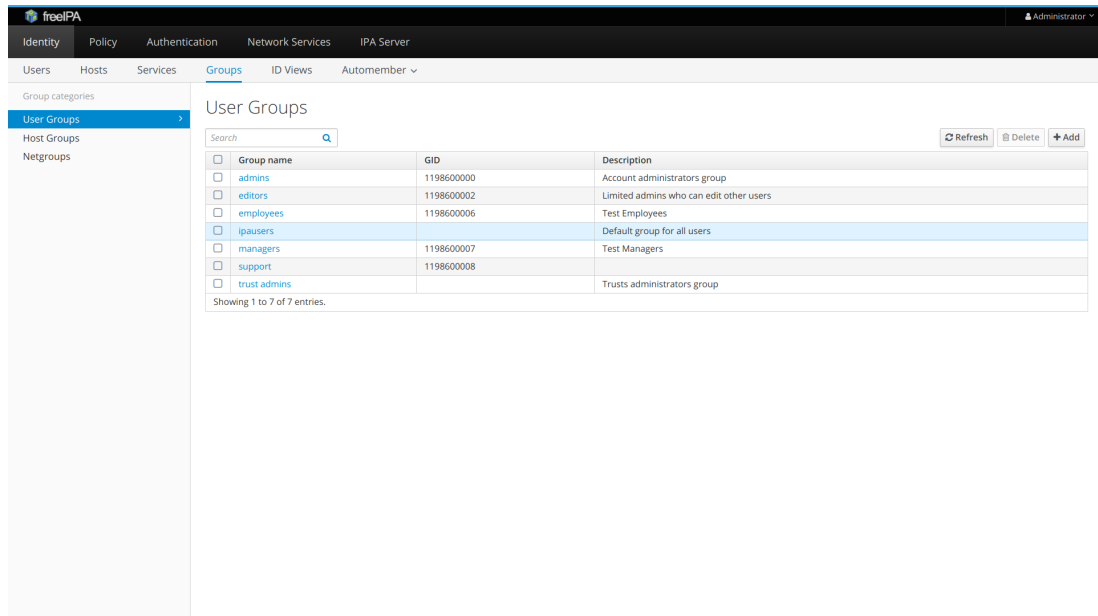 freeIPA Administrator
Identity Policy Authentication Network Services IPA Server
Users Hosts Services Groups ID Views Automember
Group categories
User Groups
Host Groups
Netgroups
User Groups
Search Refresh Delete Add
Group name GID Description
admins 1198600000 Account administrators group
editors 1198600002 Limited admins who can edit other users
employees 1198600006 Test Employees
ipausers Default group for all users
managers 1198600007 Test Managers
support 1198600008
trust admins Trusts administrators group
Showing 1 to 7 of 7 entries.